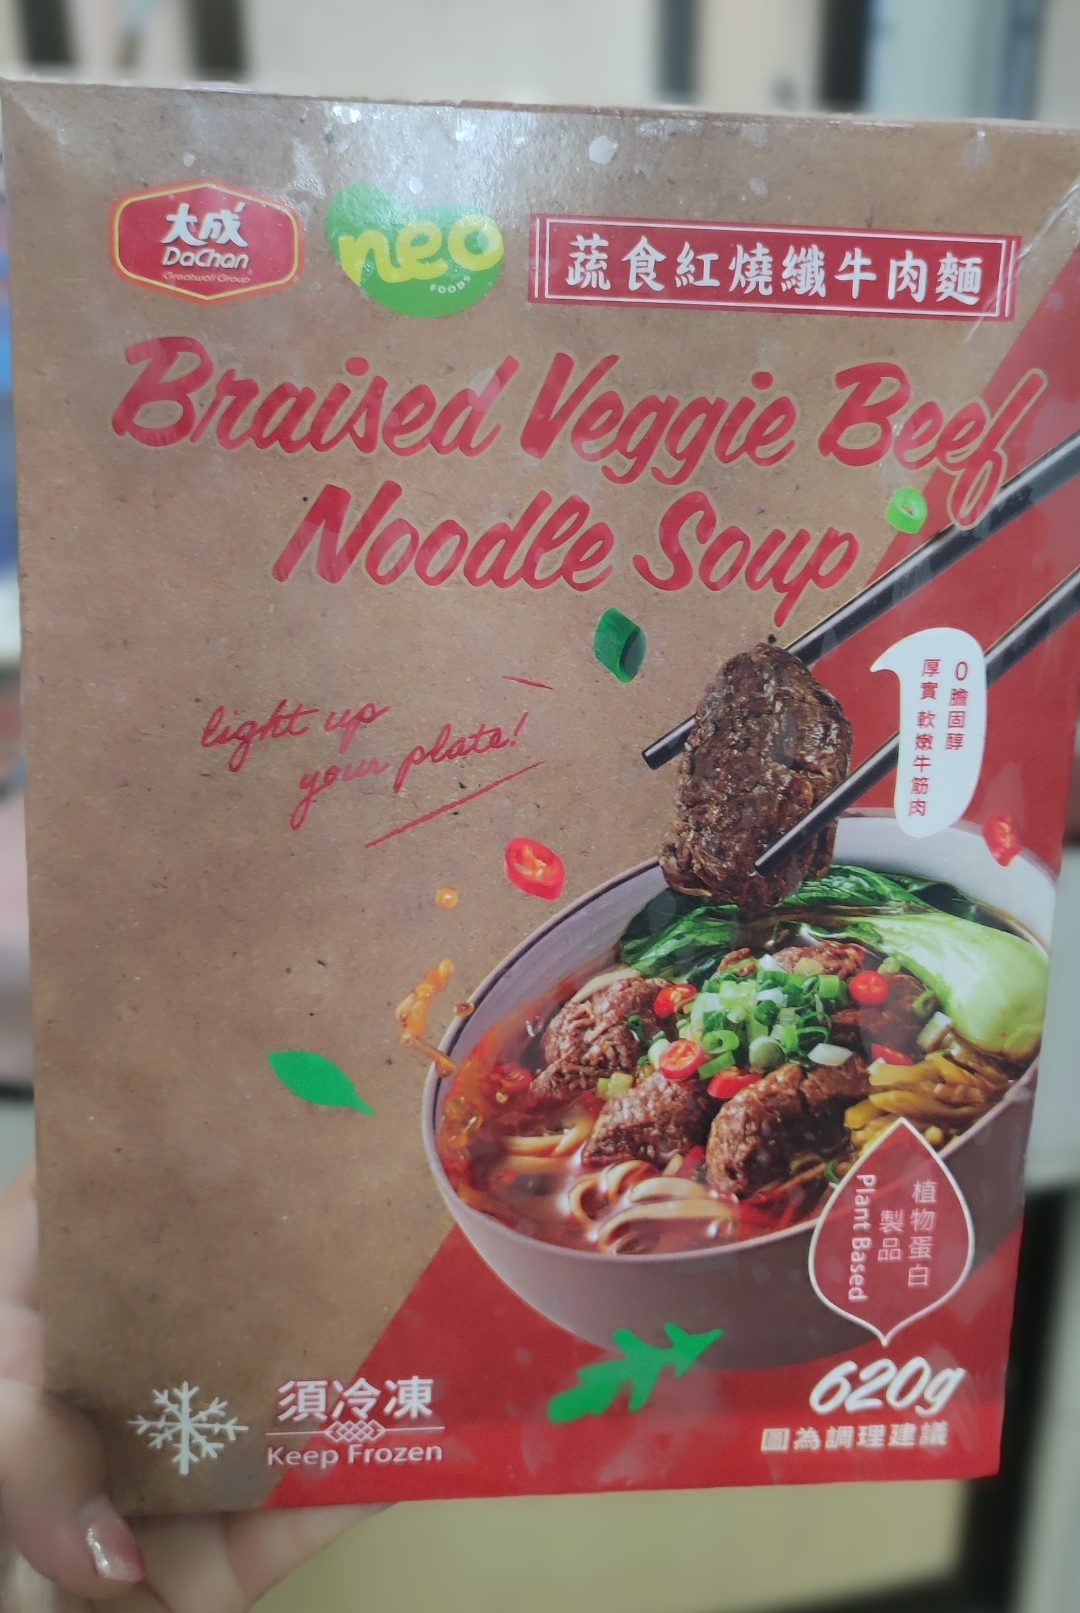 大成
DaChan
Greatwall Group
neo
FOODS
蔬食紅燒纖牛肉麵
Braised Veggie Beef
Noodle Soup
light up
your plate!
0膽固醇
厚實 軟嫩牛筋肉
植物蛋白
製品
Plant Based
620g
圖為調理建議
須冷凍
Keep Frozen